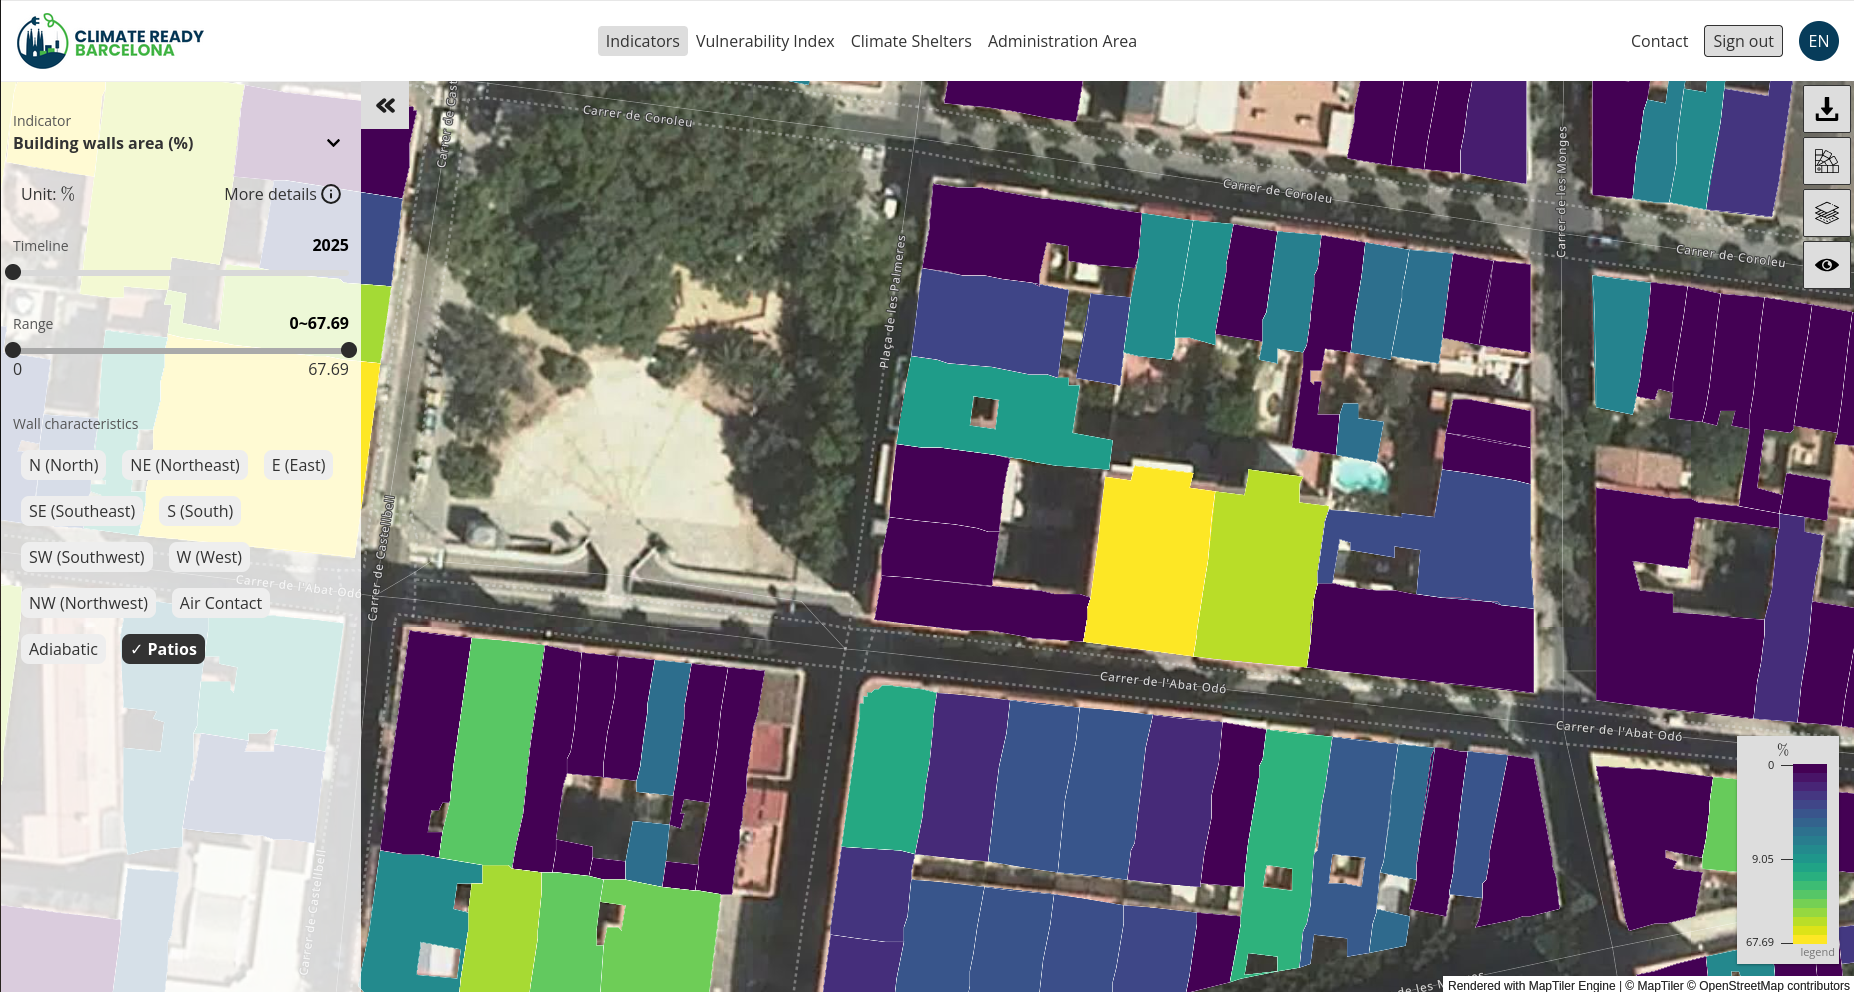 CLIMATE READY
BARCELONA
Indicators
Vulnerability Index
Climate Shelters
Administration Area
Contact
Sign out
EN
Indicator
Building walls area (%)
Unit: %
More details
Timeline
2025
Range
0~67.69
0
67.69
Wall characteristics
N (North)
NE (Northeast)
E (East)
SE (Southeast)
S (South)
SW (Southwest)
W (West)
NW (Northwest)
Air Contact
Adiabatic
✓ Patios
Carrer de Cast
Carrer de Coroleu
Carrer de Coroleu
Carrer de les Monges
Carrer de Coroleu
Plaça de les Palmeres
Carrer de Castellbell
Carrer de l'Abat Odó
Carrer de l'Abat Odó
Carrer de l'Abat Odó
Carrer de Castellbell
de les M
%
0
9.05
67.69
legend
Rendered with MapTiler Engine | © MapTiler © OpenStreetMap contributors